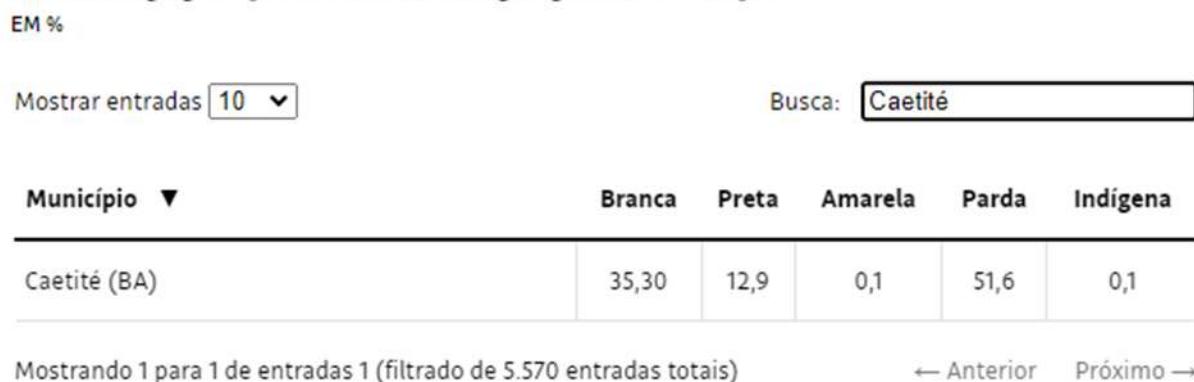 EM %
Mostrar entradas 10
Busca: Caetité
Município ▼ Branca Preta Amarela Parda Indígena
Caetité (BA) 35,30 12,9 0,1 51,6 0,1
Mostrando 1 para 1 de entradas 1 (filtrado de 5.570 entradas totais) ← Anterior Próximo →